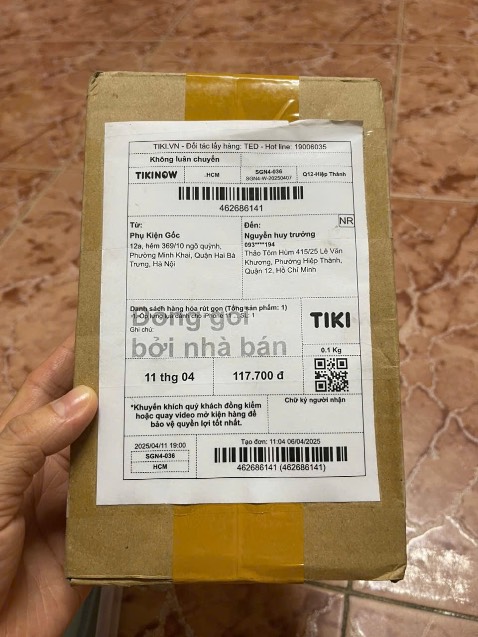 TIKI.VN - Đối tác lấy hàng: TED - Hot line: 19006035
Không luân chuyển
TIKINOW
.HCM
SGN4-036
SGN4-W-20250407
Q12-Hiệp Thành
462686141
Từ:
Phụ Kiện Gốc
12a, hẻm 369/10 ngõ quỳnh,
Phường Minh Khai, Quận Hai Bà
Trưng, Hà Nội
Đến:
NR
Nguyễn huy trưởng
093****194
Thảo Tôm Hùm 415/25 Lê Văn
Khương, Phường Hiệp Thành,
Quận 12, Hồ Chí Minh
Danh sách hàng hóa rút gọn (Tổng sản phẩm: 1)
Ghi chú:
Đóng gói
bởi nhà bán
TIKI
0.1 Kg
11 thg 04
117.700 đ
*Khuyến khích quý khách đồng kiểm
hoặc quay video mở kiện hàng để
bảo vệ quyền lợi tốt nhất.
Chữ ký người nhận
2025/04/11 19:00
SGN4-036
HCM
Tạo đơn: 11:04 06/04/2025
462686141 (462686141)